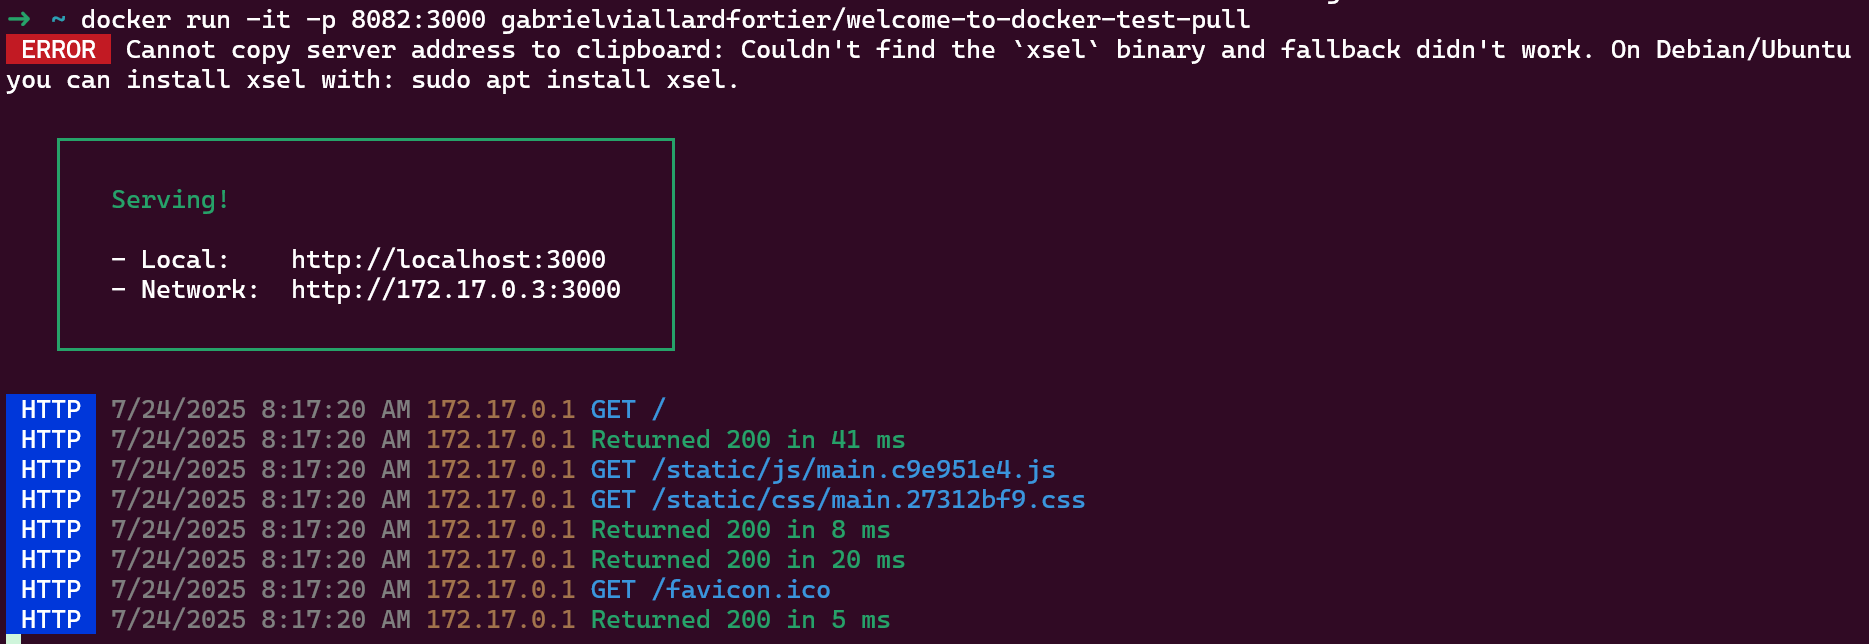 → ~ docker run -it -p 8082:3000 gabrielviallardfortier/welcome-to-docker-test-pull
ERROR Cannot copy server address to clipboard: Couldn't find the `xsel` binary and fallback didn't work. On Debian/Ubuntu
you can install xsel with: sudo apt install xsel.
Serving!
- Local: http://localhost:3000
- Network: http://172.17.0.3:3000
HTTP 7/24/2025 8:17:20 AM 172.17.0.1 GET /
HTTP 7/24/2025 8:17:20 AM 172.17.0.1 Returned 200 in 41 ms
HTTP 7/24/2025 8:17:20 AM 172.17.0.1 GET /static/js/main.c9e951e4.js
HTTP 7/24/2025 8:17:20 AM 172.17.0.1 GET /static/css/main.27312bf9.css
HTTP 7/24/2025 8:17:20 AM 172.17.0.1 Returned 200 in 8 ms
HTTP 7/24/2025 8:17:20 AM 172.17.0.1 Returned 200 in 20 ms
HTTP 7/24/2025 8:17:20 AM 172.17.0.1 GET /favicon.ico
HTTP 7/24/2025 8:17:20 AM 172.17.0.1 Returned 200 in 5 ms